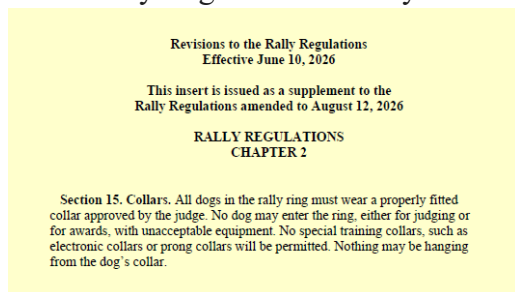 Revisions to the Rally Regulations
Effective June 10, 2026
This insert is issued as a supplement to the
Rally Regulations amended to August 12, 2026
RALLY REGULATIONS
CHAPTER 2
Section 15. Collars. All dogs in the rally ring must wear a properly fitted
collar approved by the judge. No dog may enter the ring, either for judging or
for awards, with unacceptable equipment. No special training collars, such as
electronic collars or prong collars will be permitted. Nothing may be hanging
from the dog's collar.